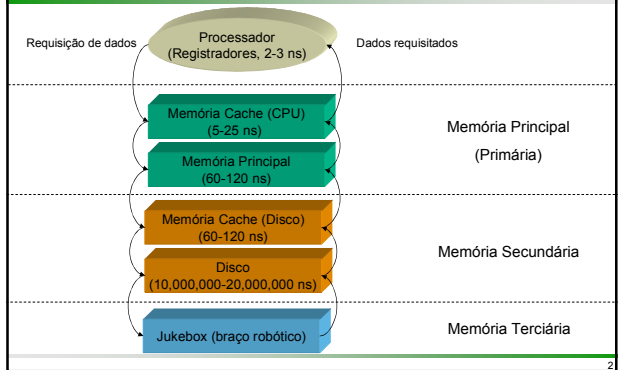 Requisição de dados
Processador
(Registradores, 2-3 ns)
Dados requisitados
Memória Cache (CPU)
(5-25 ns)
Memória Principal
(60-120 ns)
Memória Principal
(Primária)
Memória Cache (Disco)
(60-120 ns)
Disco
(10,000,000-20,000,000 ns)
Memória Secundária
Jukebox (braço robótico)
Memória Terciária
2